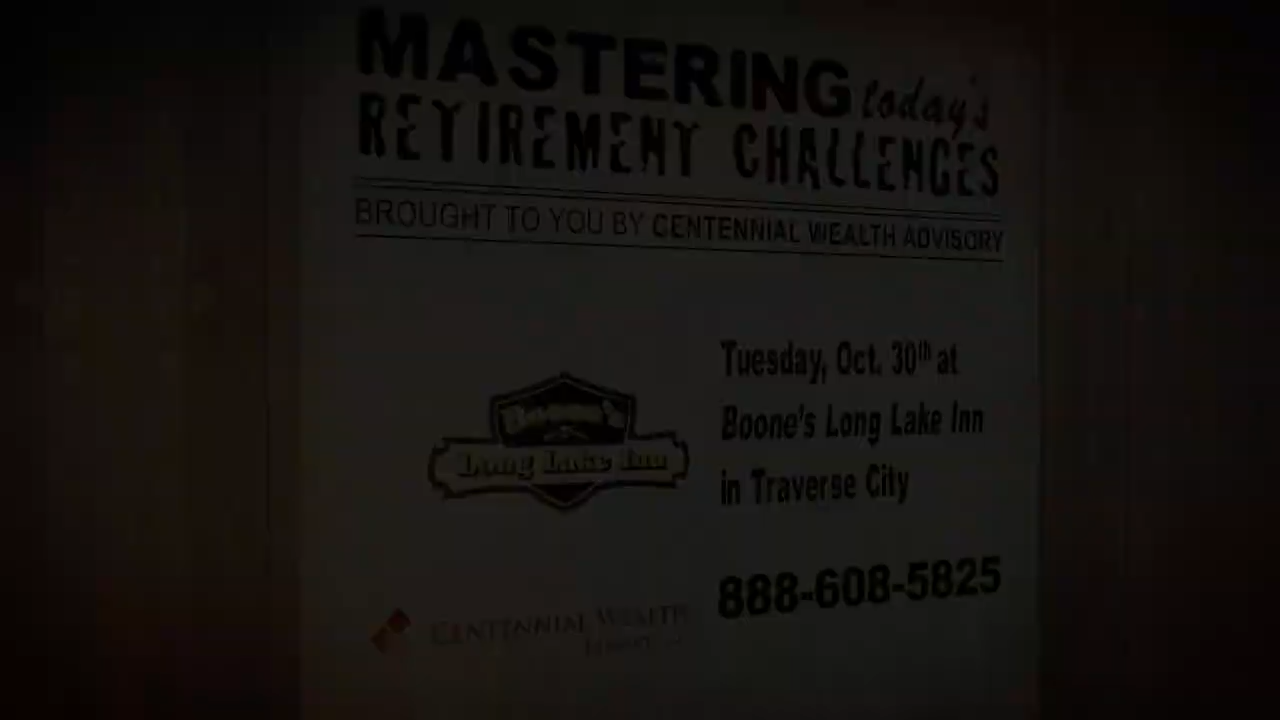 MASTERING today's
RETIREMENT CHALLENGES
BROUGHT TO YOU BY CENTENNIAL WEALTH ADVISORY
Tuesday, Oct. 30th at
Boone's Long Lake Inn
in Traverse City
Boone's
Long Lake Inn
888-608-5825
CENTENNIAL WEALTH